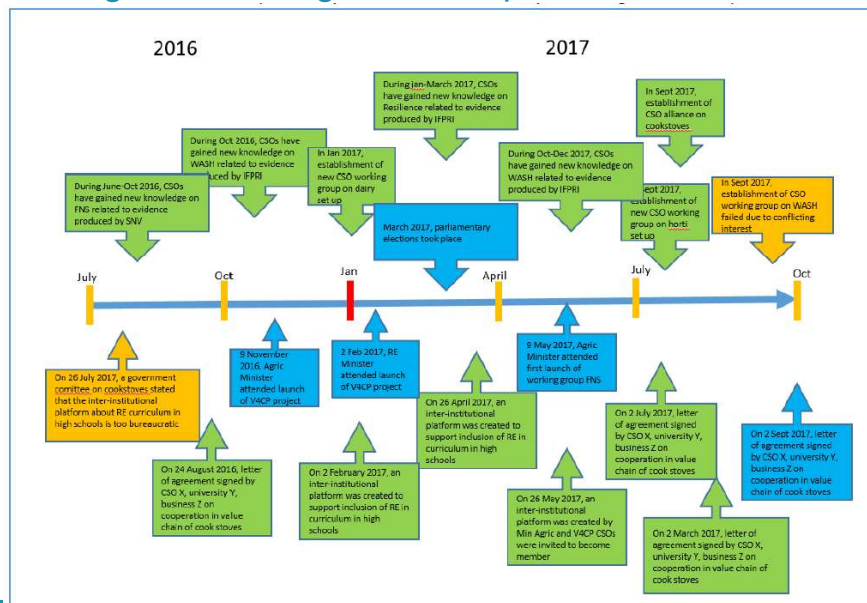 2016
2017
During jan-March 2017, CSOs
have gained new knowledge on
Resilience related to evidence
produced by IFPRI
In Sept 2017,
establishment of
CSO alliance on
cookstoves
During Oct 2016, CSOs have
gained new knowledge on
WASH related to evidence
produced by IFPRI
In Jan 2017,
establishment of
new CSO working
group on dairy
set up
During Oct-Dec 2017, CSOs
have gained new knowledge on
WASH related to evidence
produced by IFPRI
During June-Oct 2016, CSOs
have gained new knowledge on
FNS related to evidence
produced by SNV
March 2017, parliamentary
elections took place
Sept 2017,
establishment of
new CSO working
group on horti
set up
In Sept 2017,
establishment of CSO
working group on WASH
failed due to conflicting
interest
July
Oct
Jan
April
July
Oct
On 26 July 2017, a government
comittee on cookstoves stated
that the inter-institutional
platform about RE curriculum in
high schools is too bureaucratic
9 November
2016, Agric
Minister
attended launch
of V4CP project
2 Feb 2017, RE
Minister
attended launch
of V4CP project
9 May 2017, Agric
Minister attended
first launch of
working group FNS
On 26 April 2017, an
inter-institutional
platform was created to
support inclusion of RE in
curriculum in high
schools
On 2 July 2017, letter
of agreement signed
by CSO X, university Y,
business Z on
cooperation in value
chain of cook stoves
On 2 Sept 2017, letter
of agreement signed
by CSO X, university Y,
business Z on
cooperation in value
chain of cook stoves
On 24 August 2016, letter
of agreement signed by
CSO X, university Y,
business Z on
cooperation in value
chain of cook stoves
On 2 February 2017, an
inter-institutional
platform was created to
support inclusion of RE in
curriculum in high
schools
On 26 May 2017, an
inter-institutional
platform was created by
Min Agric and V4CP CSOs
were invited to become
member
On 2 March 2017, letter of
agreement signed by CSO X,
university Y, business Z on
cooperation in value chain of
cook stoves